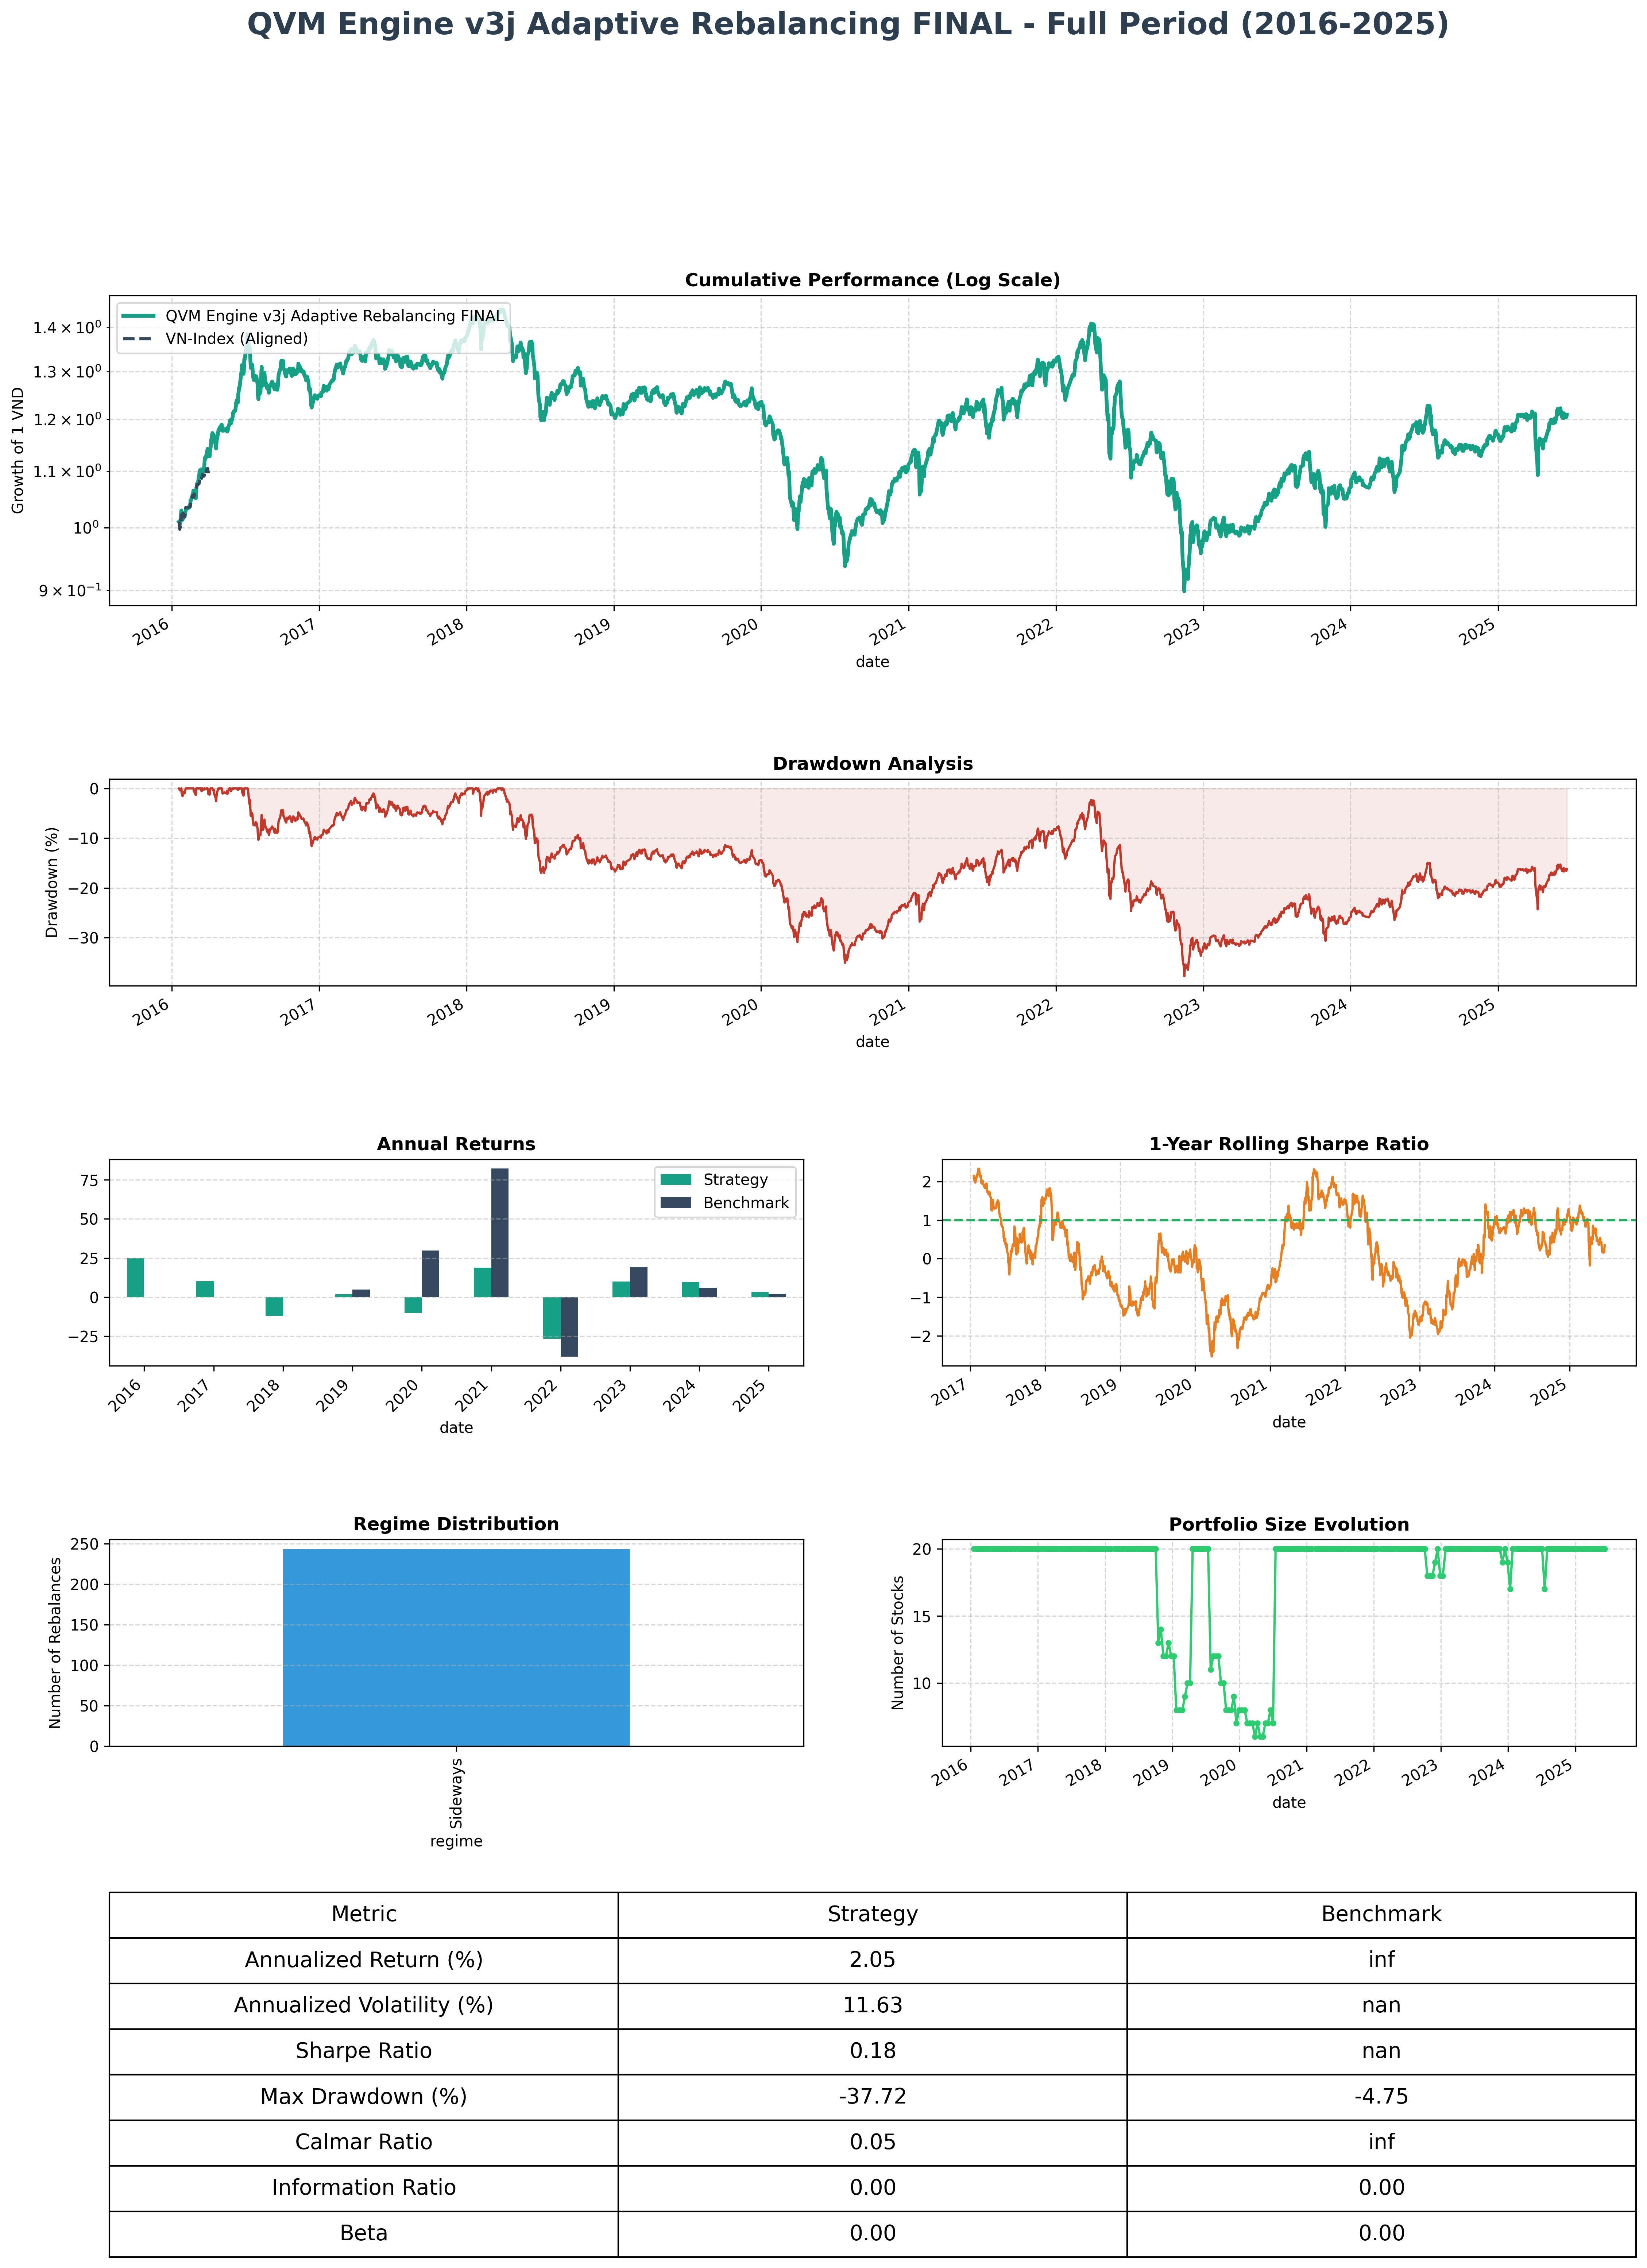 QVM Engine v3j Adaptive Rebalancing FINAL - Full Period (2016-2025)
Cumulative Performance (Log Scale)
QVM Engine v3j Adaptive Rebalancing FINAL
VN-Index (Aligned)
Growth of 1 VND
1.4 × 10⁰
1.3 × 10⁰
1.2 × 10⁰
1.1 × 10⁰
10⁰
9 × 10⁻¹
2016 2017 2018 2019 2020 2021 2022 2023 2024 2025
date
Drawdown Analysis
Drawdown (%)
0
−10
−20
−30
2016 2017 2018 2019 2020 2021 2022 2023 2024 2025
date
Annual Returns
Strategy
Benchmark
75
50
25
0
−25
2016 2017 2018 2019 2020 2021 2022 2023 2024 2025
date
1-Year Rolling Sharpe Ratio
2
1
0
−1
−2
2017 2018 2019 2020 2021 2022 2023 2024 2025
date
Regime Distribution
Number of Rebalances
250
200
150
100
50
0
Sideways
regime
Portfolio Size Evolution
Number of Stocks
20
15
10
2016 2017 2018 2019 2020 2021 2022 2023 2024 2025
date
Metric Strategy Benchmark
Annualized Return (%) 2.05 inf
Annualized Volatility (%) 11.63 nan
Sharpe Ratio 0.18 nan
Max Drawdown (%) -37.72 -4.75
Calmar Ratio 0.05 inf
Information Ratio 0.00 0.00
Beta 0.00 0.00